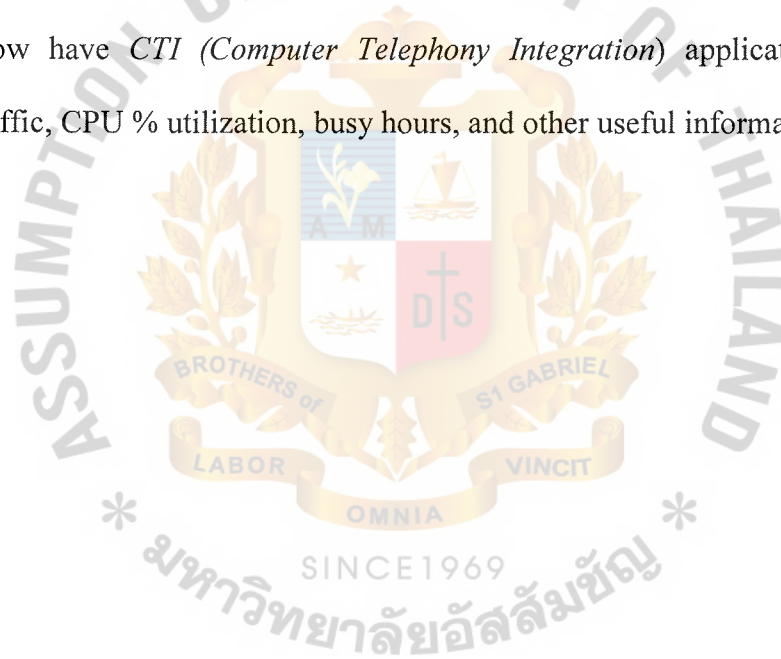 ow have CTI (Computer Telephony Integration) applicat
ffic, CPU % utilization, busy hours, and other useful informa
ASSUMPTION
OF THAILAND
A M
D S
BROTHERS of
S1 GABRIEL
LABOR
VINCIT
OMNIA
* *
SINCE1969
มหาวิทยาลัยอัสสัมชัญ